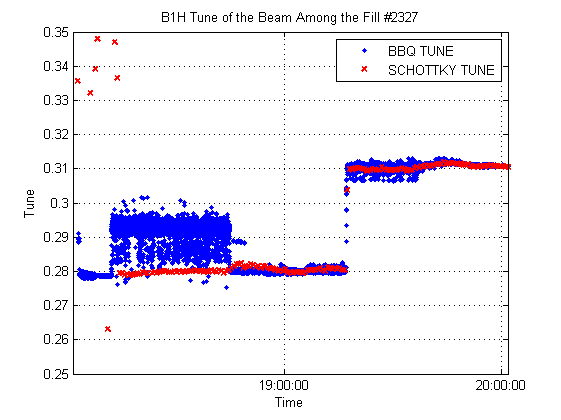 B1H Tune of the Beam Among the Fill #2327
BBQ TUNE
SCHOTTKY TUNE
0.35
0.34
0.33
0.32
0.31
0.3
0.29
0.28
0.27
0.26
0.25
Tune
19:00:00
20:00:00
Time